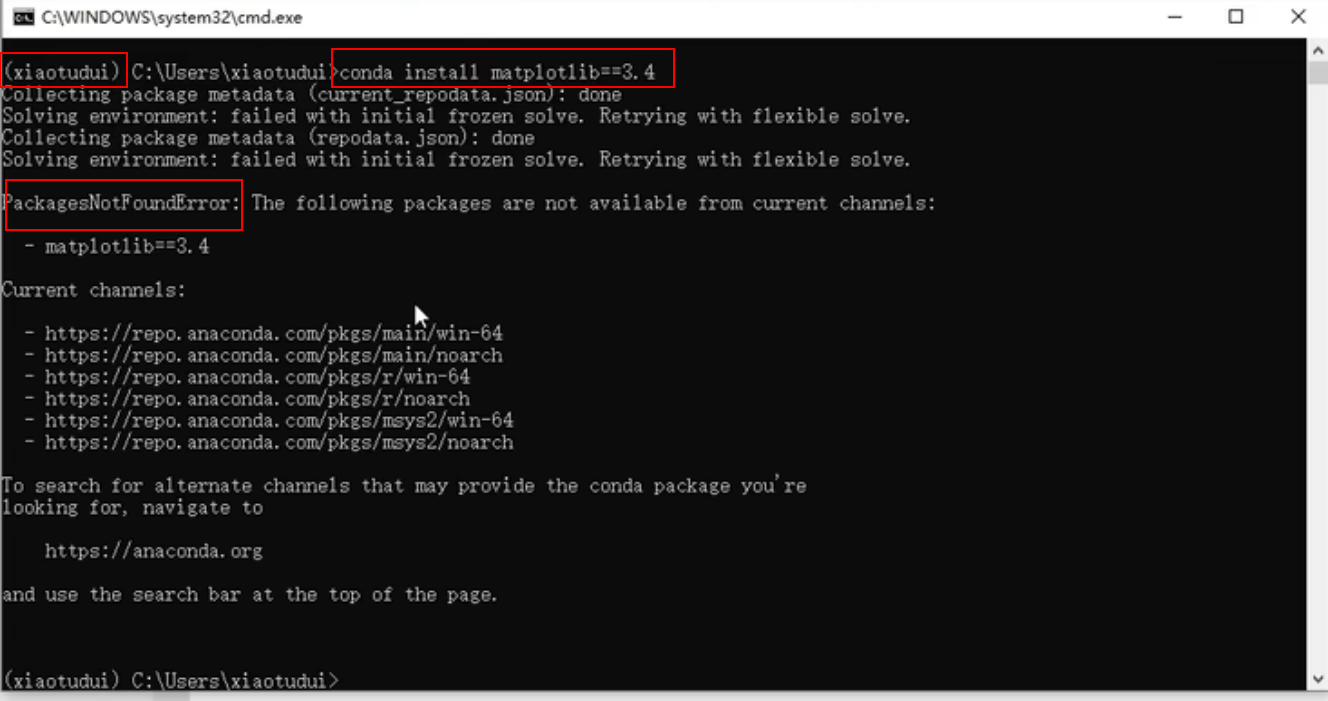 C:\WINDOWS\system32\cmd.exe
(xiaotudui) C:\Users\xiaotudui>conda install matplotlib==3.4
Collecting package metadata (current_repodata.json): done
Solving environment: failed with initial frozen solve. Retrying with flexible solve.
Collecting package metadata (repodata.json): done
Solving environment: failed with initial frozen solve. Retrying with flexible solve.
PackagesNotFoundError: The following packages are not available from current channels:
- matplotlib==3.4
Current channels:
- https://repo.anaconda.com/pkgs/main/win-64
- https://repo.anaconda.com/pkgs/main/noarch
- https://repo.anaconda.com/pkgs/r/win-64
- https://repo.anaconda.com/pkgs/r/noarch
- https://repo.anaconda.com/pkgs/msys2/win-64
- https://repo.anaconda.com/pkgs/msys2/noarch
To search for alternate channels that may provide the conda package you're
looking for, navigate to
https://anaconda.org
and use the search bar at the top of the page.
(xiaotudui) C:\Users\xiaotudui>